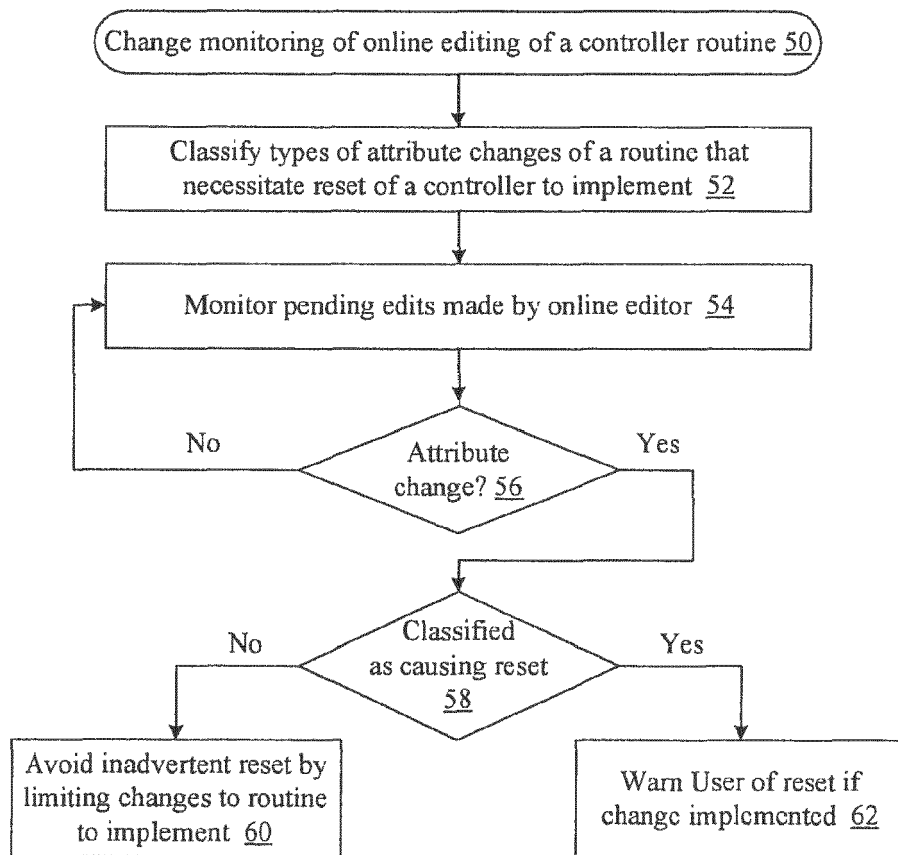 Change monitoring of online editing of a controller routine 50
Classify types of attribute changes of a routine that
necessitate reset of a controller to implement 52
Monitor pending edits made by online editor 54
No
Yes
Attribute
change? 56
No
Yes
Classified
as causing reset
58
Avoid inadvertent reset by
limiting changes to routine
to implement 60
Warn User of reset if
change implemented 62